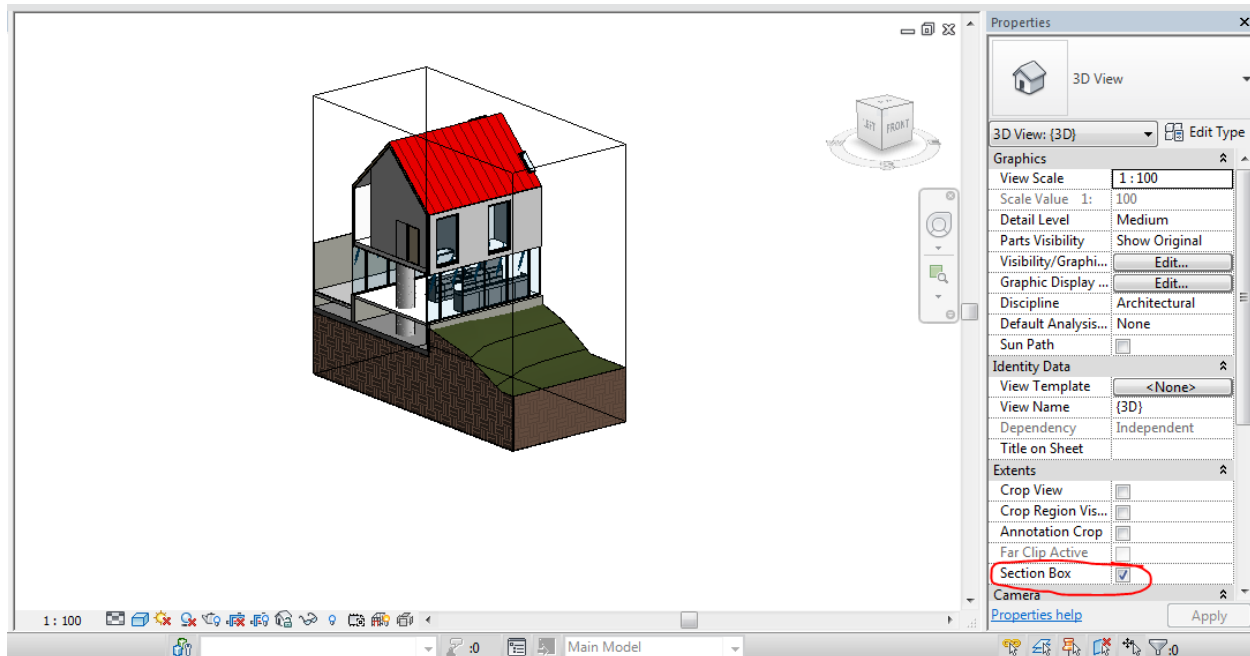 Properties
3D View
3D View: {3D}
Edit Type
Graphics
View Scale 1 : 100
Scale Value 1: 100
Detail Level Medium
Parts Visibility Show Original
Visibility/Graphi... Edit...
Graphic Display ... Edit...
Discipline Architectural
Default Analysis... None
Sun Path
Identity Data
View Template <None>
View Name {3D}
Dependency Independent
Title on Sheet
Extents
Crop View
Crop Region Vis...
Annotation Crop
Far Clip Active
Section Box
Camera
Properties help Apply
FRONT
1 : 100
:0 Main Model :0